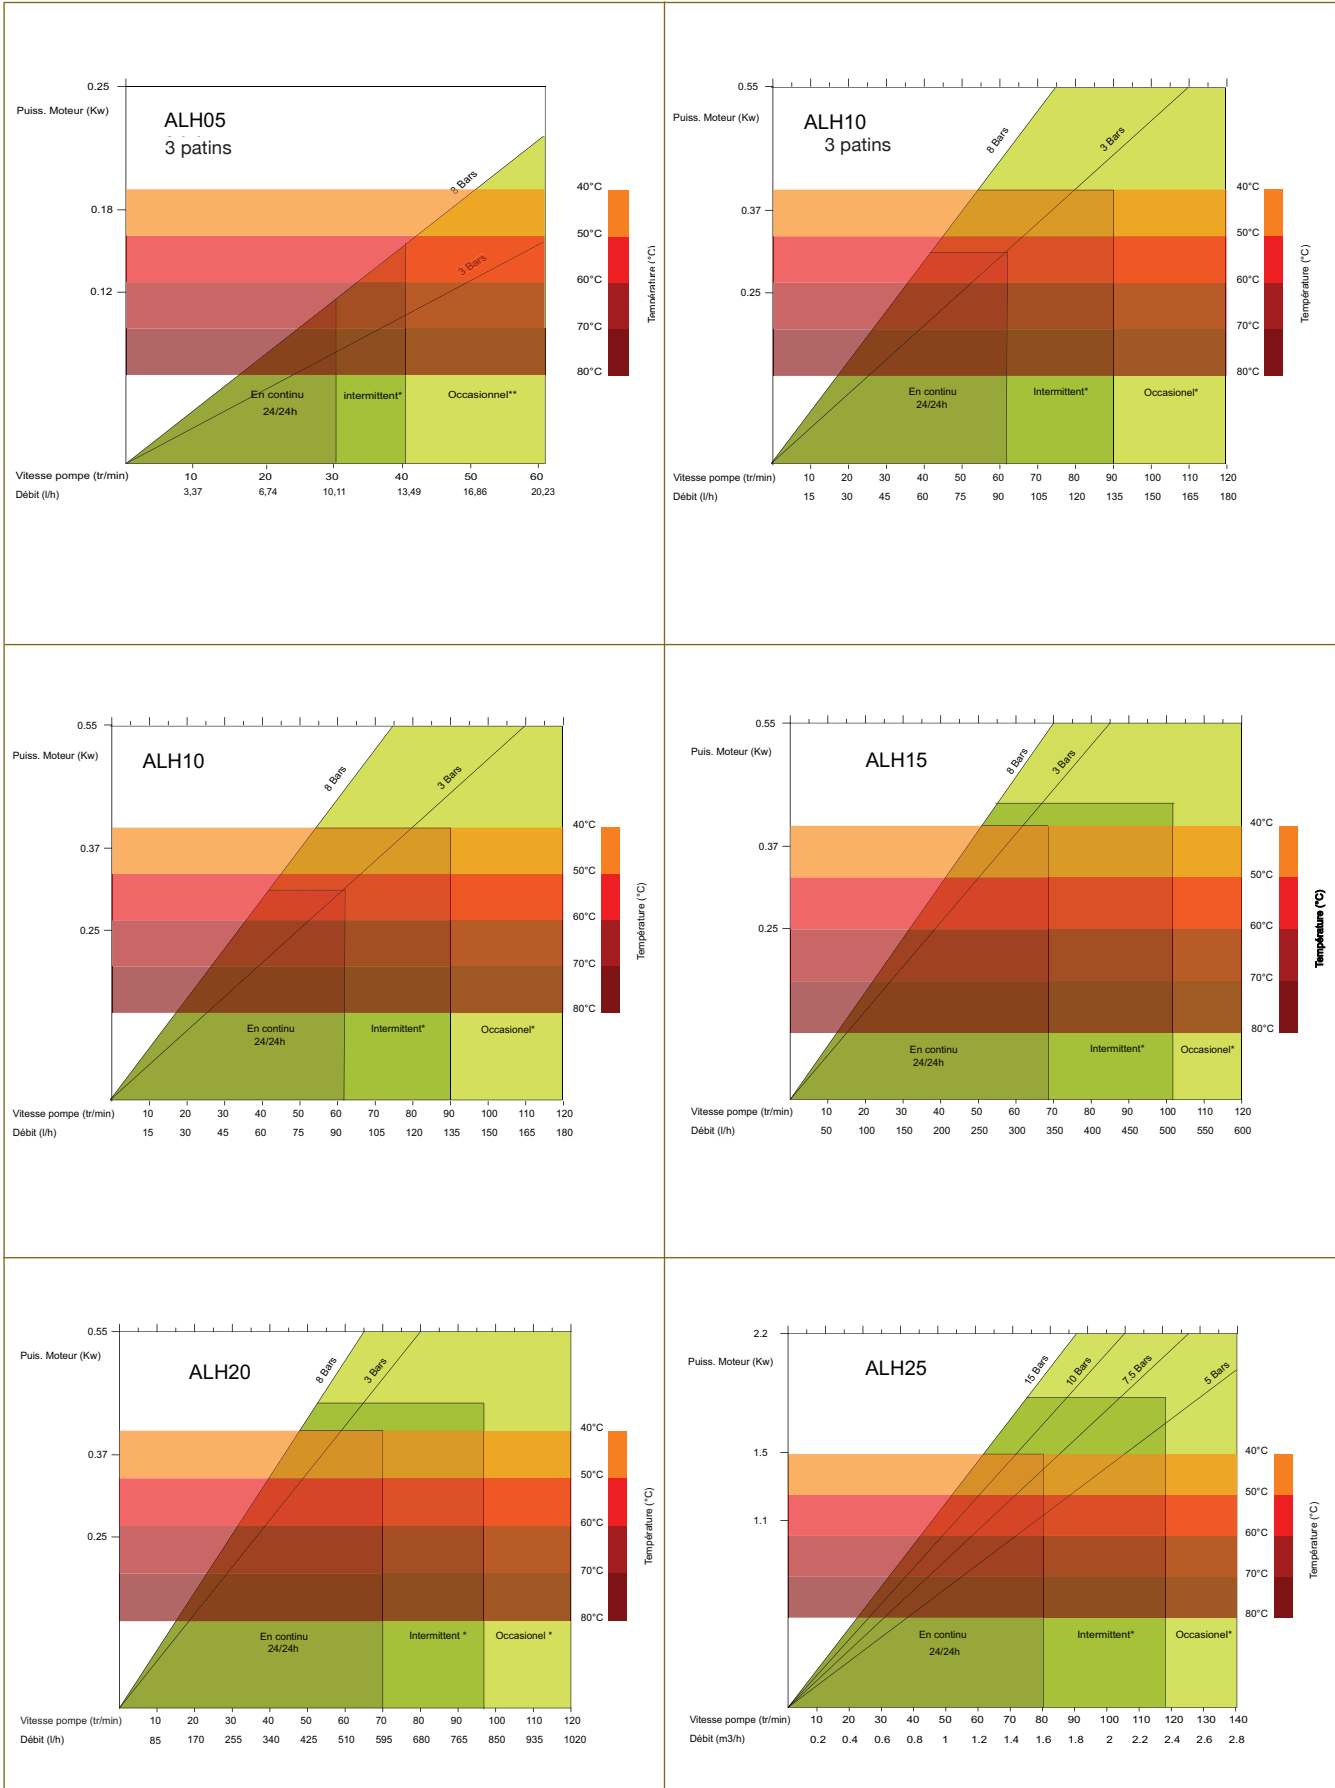 0.25
Puiss. Moteur (Kw)
ALH05
3 patins
8 Bars
3 Bars
0.18
0.12
40°C
50°C
60°C
70°C
80°C
Température (°C)
En continu
24/24h
intermittent*
Occasionnel**
Vitesse pompe (tr/min) 10 20 30 40 50 60
Débit (l/h) 3,37 6,74 10,11 13,49 16,86 20,23
0.55
Puiss. Moteur (Kw)
ALH10
3 patins
8 Bars
3 Bars
0.37
0.25
40°C
50°C
60°C
70°C
80°C
Température (°C)
En continu
24/24h
Intermittent*
Occasionel*
Vitesse pompe (tr/min) 10 20 30 40 50 60 70 80 90 100 110 120
Débit (l/h) 15 30 45 60 75 90 105 120 135 150 165 180
0.55
Puiss. Moteur (Kw)
ALH10
8 Bars
3 Bars
0.37
0.25
40°C
50°C
60°C
70°C
80°C
Température (°C)
En continu
24/24h
Intermittent*
Occasionel*
Vitesse pompe (tr/min) 10 20 30 40 50 60 70 80 90 100 110 120
Débit (l/h) 15 30 45 60 75 90 105 120 135 150 165 180
0.55
Puis. Moteur (Kw)
ALH15
8 Bars
3 Bars
0.37
0.25
40°C
50°C
60°C
70°C
80°C
Température (°C)
En continu
24/24h
Intermittent*
Occasionel*
Vitesse pompe (tr/min) 10 20 30 40 50 60 70 80 90 100 110 120
Débit (l/h) 50 100 150 200 250 300 350 400 450 500 550 600
0.55
Puis. Moteur (Kw)
ALH20
8 Bars
3 Bars
0.37
0.25
40°C
50°C
60°C
70°C
80°C
Température (°C)
En continu
24/24h
Intermittent *
Occasionel *
Vitesse pompe (tr/min) 10 20 30 40 50 60 70 80 90 100 110 120
Débit (l/h) 85 170 255 340 425 510 595 680 765 850 935 1020
2.2
Puiss. Moteur (Kw)
ALH25
15 Bars
10 Bars
7.5 Bars
5 Bars
1.5
1.1
40°C
50°C
60°C
70°C
80°C
Température (°C)
En continu
24/24h
Intermittent*
Occasionel*
Vitesse pompe (tr/min) 10 20 30 40 50 60 70 80 90 100 110 120 130 140
Débit (m3/h) 0.2 0.4 0.6 0.8 1 1.2 1.4 1.6 1.8 2 2.2 2.4 2.6 2.8